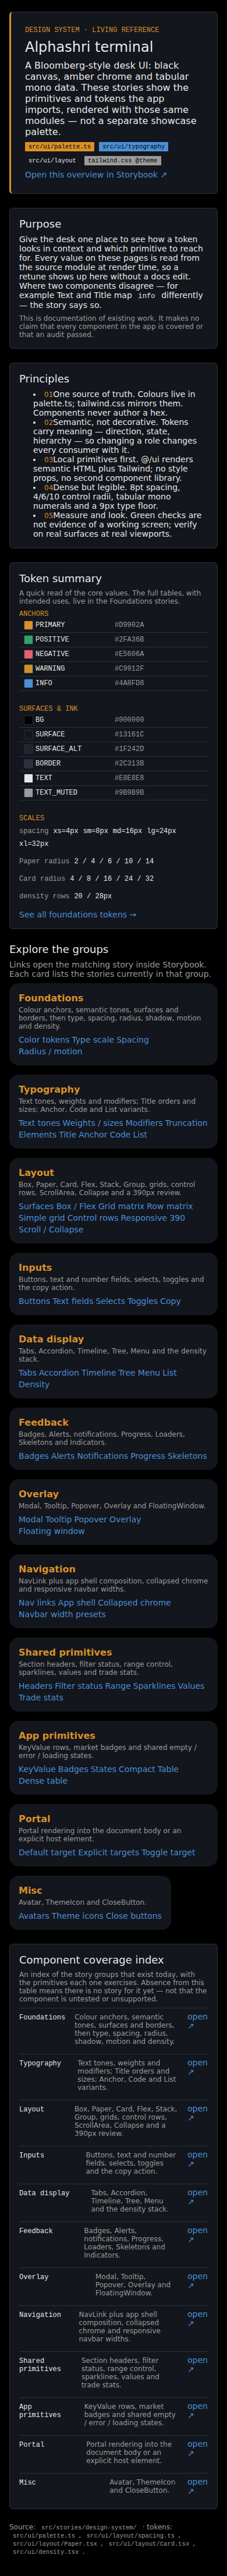 DESIGN SYSTEM · LIVING REFERENCE
Alphashri terminal
A Bloomberg-style desk UI: black
canvas, amber chrome and tabular
mono data. These stories show the
primitives and tokens the app
imports, rendered with those same
modules — not a separate showcase
palette.
src/ui/palette.ts src/ui/typography
src/ui/layout tailwind.css @theme
Open this overview in Storybook ↗
Purpose
Give the desk one place to see how a token
looks in context and which primitive to reach
for. Every value on these pages is read from
the source module at render time, so a
retune shows up here without a docs edit.
Where two components disagree — for
example Text and Title map info differently
— the story says so.
This is documentation of existing work. It makes no
claim that every component in the app is covered or
that an audit passed.
Principles
• 01One source of truth. Colours live in
palette.ts; tailwind.css mirrors them.
Components never author a hex.
• 02Semantic, not decorative. Tokens
carry meaning — direction, state,
hierarchy — so changing a role changes
every consumer with it.
• 03Local primitives first. @/ui renders
semantic HTML plus Tailwind; no style
props, no second component library.
• 04Dense but legible. 8pt spacing,
4/6/10 control radii, tabular mono
numerals and a 9px type floor.
• 05Measure and look. Green checks are
not evidence of a working screen; verify
on real surfaces at real viewports.
Token summary
A quick read of the core values. The full tables, with
intended uses, live in the Foundations stories.
ANCHORS
PRIMARY #D9902A
POSITIVE #2FA36B
NEGATIVE #E5606A
WARNING #C9912F
INFO #4A8FD8
SURFACES & INK
BG #000000
SURFACE #13161C
SURFACE_ALT #1F242D
BORDER #2C313B
TEXT #E8E8E8
TEXT_MUTED #9B9B9B
SCALES
spacing xs=4px sm=8px md=16px lg=24px
xl=32px
Paper radius 2 / 4 / 6 / 10 / 14
Card radius 4 / 8 / 16 / 24 / 32
density rows 20 / 28px
See all foundations tokens →
Explore the groups
Links open the matching story inside Storybook.
Each card lists the stories currently in that group.
Foundations
Colour anchors, semantic tones, surfaces and
borders, then type, spacing, radius, shadow, motion
and density.
Color tokens Type scale Spacing
Radius / motion
Typography
Text tones, weights and modifiers; Title orders and
sizes; Anchor, Code and List variants.
Text tones Weights / sizes Modifiers Truncation
Elements Title Anchor Code List
Layout
Box, Paper, Card, Flex, Stack, Group, grids, control
rows, ScrollArea, Collapse and a 390px review.
Surfaces Box / Flex Grid matrix Row matrix
Simple grid Control rows Responsive 390
Scroll / Collapse
Inputs
Buttons, text and number fields, selects, toggles and
the copy action.
Buttons Text fields Selects Toggles Copy
Data display
Tabs, Accordion, Timeline, Tree, Menu and the density
stack.
Tabs Accordion Timeline Tree Menu List
Density
Feedback
Badges, Alerts, notifications, Progress, Loaders,
Skeletons and Indicators.
Badges Alerts Notifications Progress Skeletons
Overlay
Modal, Tooltip, Popover, Overlay and FloatingWindow.
Modal Tooltip Popover Overlay
Floating window
Navigation
NavLink plus app shell composition, collapsed chrome
and responsive navbar widths.
Nav links App shell Collapsed chrome
Navbar width presets
Shared primitives
Section headers, filter status, range control,
sparklines, values and trade stats.
Headers Filter status Range Sparklines Values
Trade stats
App primitives
KeyValue rows, market badges and shared empty /
error / loading states.
KeyValue Badges States Compact Table
Dense table
Portal
Portal rendering into the document body or an
explicit host element.
Default target Explicit targets Toggle target
Misc
Avatar, ThemeIcon and CloseButton.
Avatars Theme icons Close buttons
Component coverage index
An index of the story groups that exist today, with
the primitives each one exercises. Absence from this
table means there is no story for it yet — not that the
component is untested or unsupported.
Foundations Colour anchors, semantic open
tones, surfaces and borders, ↗
then type, spacing, radius,
shadow, motion and density.
Typography Text tones, weights and open
modifiers; Title orders and ↗
sizes; Anchor, Code and List
variants.
Layout Box, Paper, Card, Flex, Stack, open
Group, grids, control rows, ↗
ScrollArea, Collapse and a
390px review.
Inputs Buttons, text and number open
fields, selects, toggles ↗
and the copy action.
Data display Tabs, Accordion, open
Timeline, Tree, Menu ↗
and the density stack.
Feedback Badges, Alerts, open
notifications, Progress, ↗
Loaders, Skeletons and
Indicators.
Overlay Modal, Tooltip, open
Popover, Overlay and ↗
FloatingWindow.
Navigation NavLink plus app shell open
composition, collapsed ↗
chrome and responsive
navbar widths.
Shared Section headers, filter open
primitives status, range control, ↗
sparklines, values and
trade stats.
App KeyValue rows, market open
primitives badges and shared empty ↗
/ error / loading states.
Portal Portal rendering into the open
document body or an ↗
explicit host element.
Misc Avatar, ThemeIcon open
and CloseButton. ↗
Source: src/stories/design-system/ · tokens:
src/ui/palette.ts , src/ui/layout/spacing.ts ,
src/ui/layout/Paper.tsx , src/ui/layout/Card.tsx ,
src/ui/density.tsx .